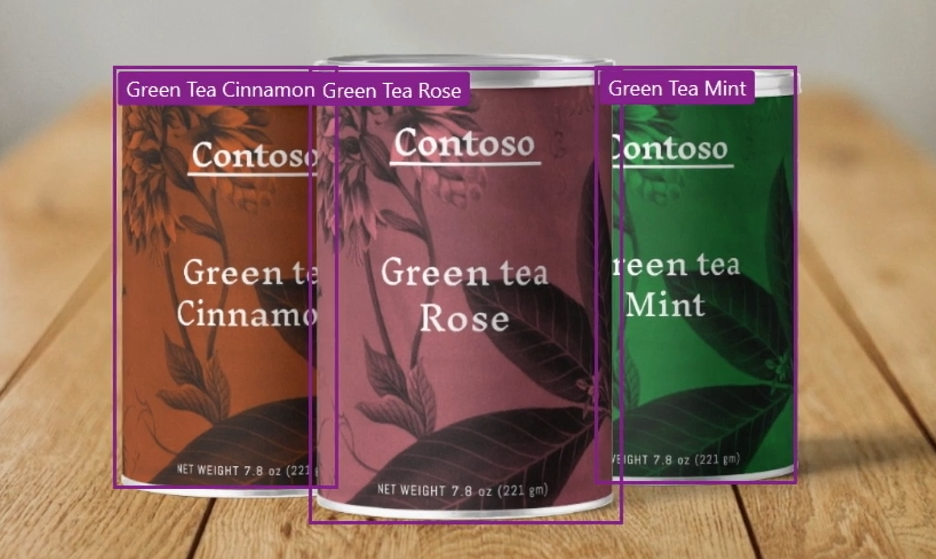 Green Tea Cinnamon
Green Tea Rose
Green Tea Mint
Contoso
Green te
Cinnamo
NET WEIGHT 7.8 oz (221 g
Contoso
Green tea
Rose
NET WEIGHT 7.8 oz (221 gm)
Contoso
reen tea
Mint
WEIGHT 7.8 oz (221 gm)